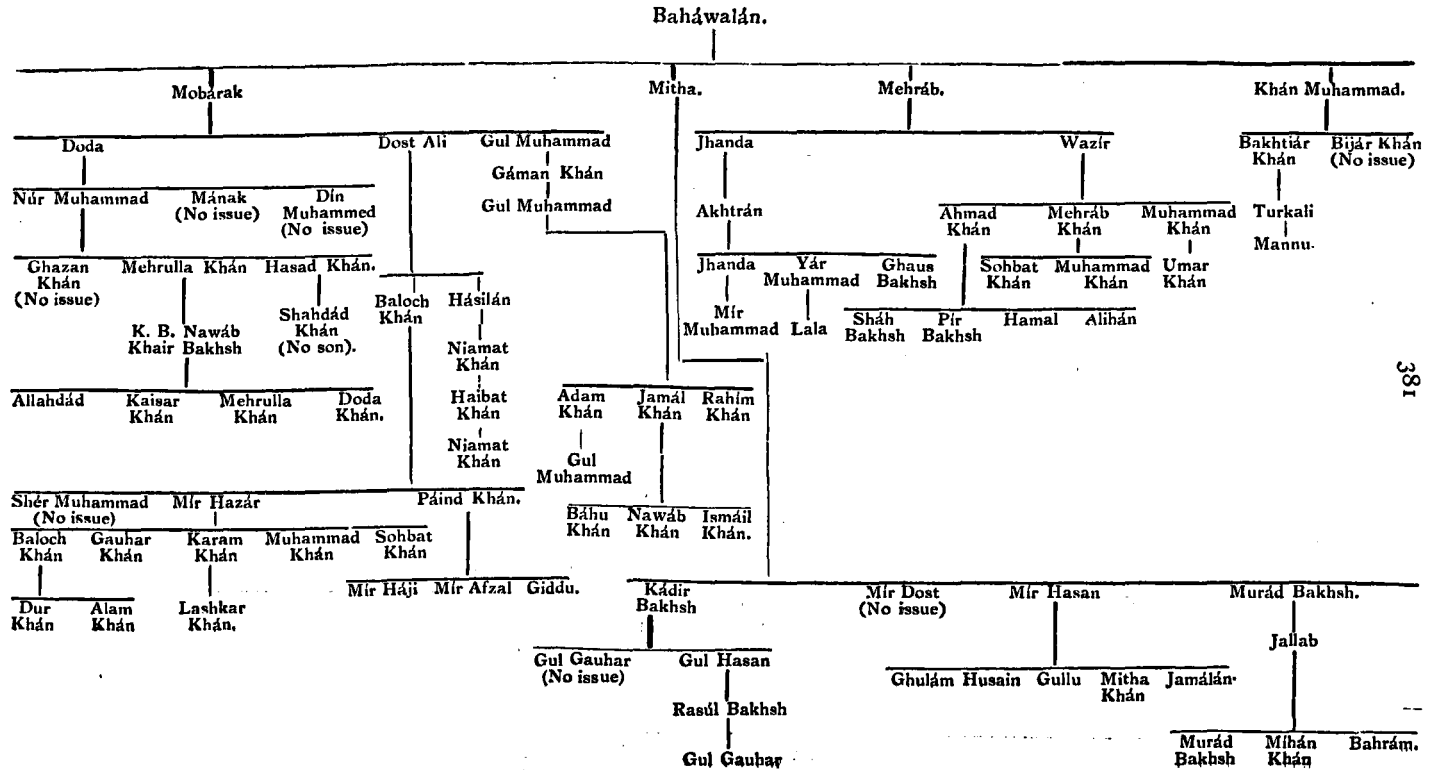 Baháwalán.
Mobárak Mitha. Mehráb. Khán Muhammad.
Doda Dost Ali Gul Muhammad Jhanda Wazír Bakhtiár Khán Bijár Khán (No issue)
Gáman Khán
Núr Muhammad Mának (No issue) Dín Muhammed (No issue) Gul Muhammad Akhtrán Ahmad Khán Mehráb Khán Muhammad Khán Turkali
Mannu.
Ghazan Khán (No issue) Mehrulla Khán Hasad Khán. Jhanda Yár Muhammad Ghaus Bakhsh Sohbat Khán Muhammad Khán Umar Khán
Baloch Khán Hásilán
Shahdád Khán (No son). Mír Muhammad Lala Sháh Bakhsh Pír Bakhsh Hamal Alihán
K. B. Nawáb Khair Bakhsh Niamat Khán
381
Allahdád Kaisar Khán Mehrulla Khán Doda Khán. Haibat Khán Adam Khán Jamál Khán Rahím Khán
Niamat Khán Gul Muhammad
Shér Muhammad (No issue) Mír Hazár Páind Khán. Báhu Khán Nawáb Khán Ismáil Khán.
Baloch Khán Gauhar Khán Karam Khán Muhammad Khán Sohbat Khán
Mír Háji Mír Afzal Giddu. Kádir Bakhsh Mír Dost (No issue) Mír Hasan Murád Bakhsh.
Dur Khán Alam Khán Lashkar Khán.
Jallab
Gul Gauhar (No issue) Gul Hasan Ghulám Husain Gullu Mitha Khán Jamálán.
Rasúl Bakhsh
Gul Gauhar Murád Bakhsh Míhán Khán Bahrám.